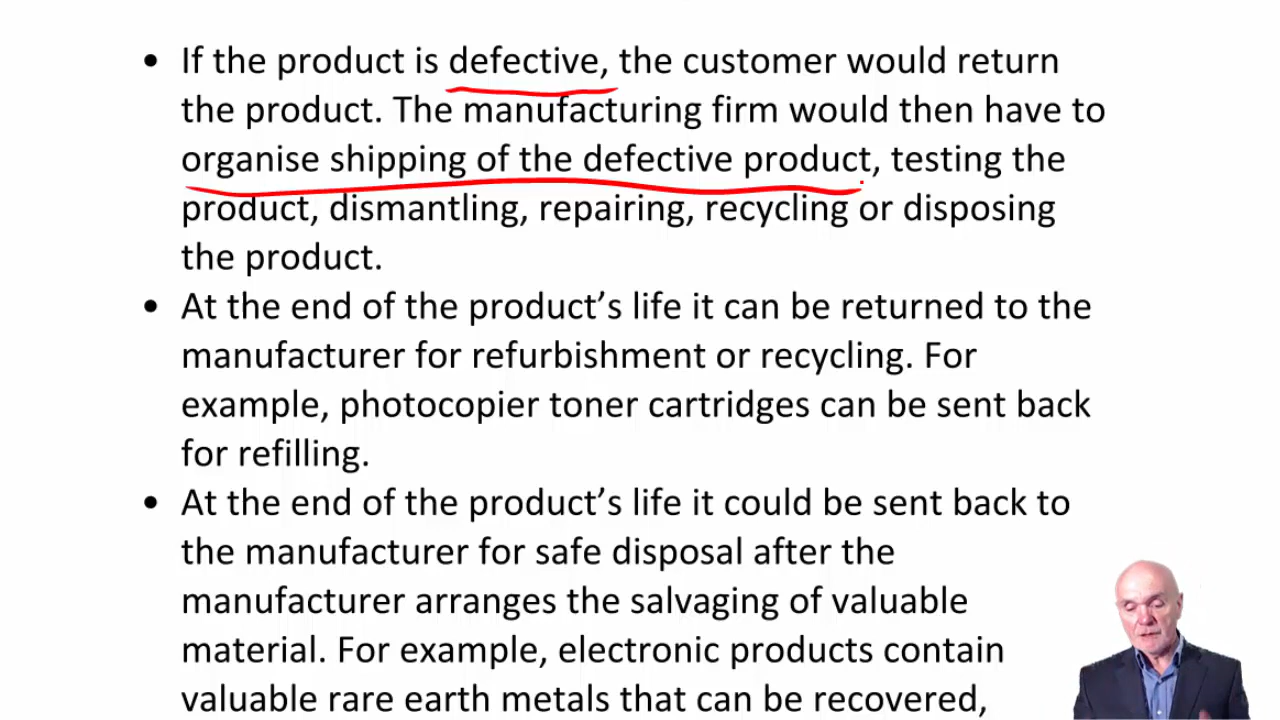 • If the product is defective, the customer would return
the product. The manufacturing firm would then have to
organise shipping of the defective product, testing the
product, dismantling, repairing, recycling or disposing
the product.
• At the end of the product’s life it can be returned to the
manufacturer for refurbishment or recycling. For
example, photocopier toner cartridges can be sent back
for refilling.
• At the end of the product’s life it could be sent back to
the manufacturer for safe disposal after the
manufacturer arranges the salvaging of valuable
material. For example, electronic products contain
valuable rare earth metals that can be recovered,